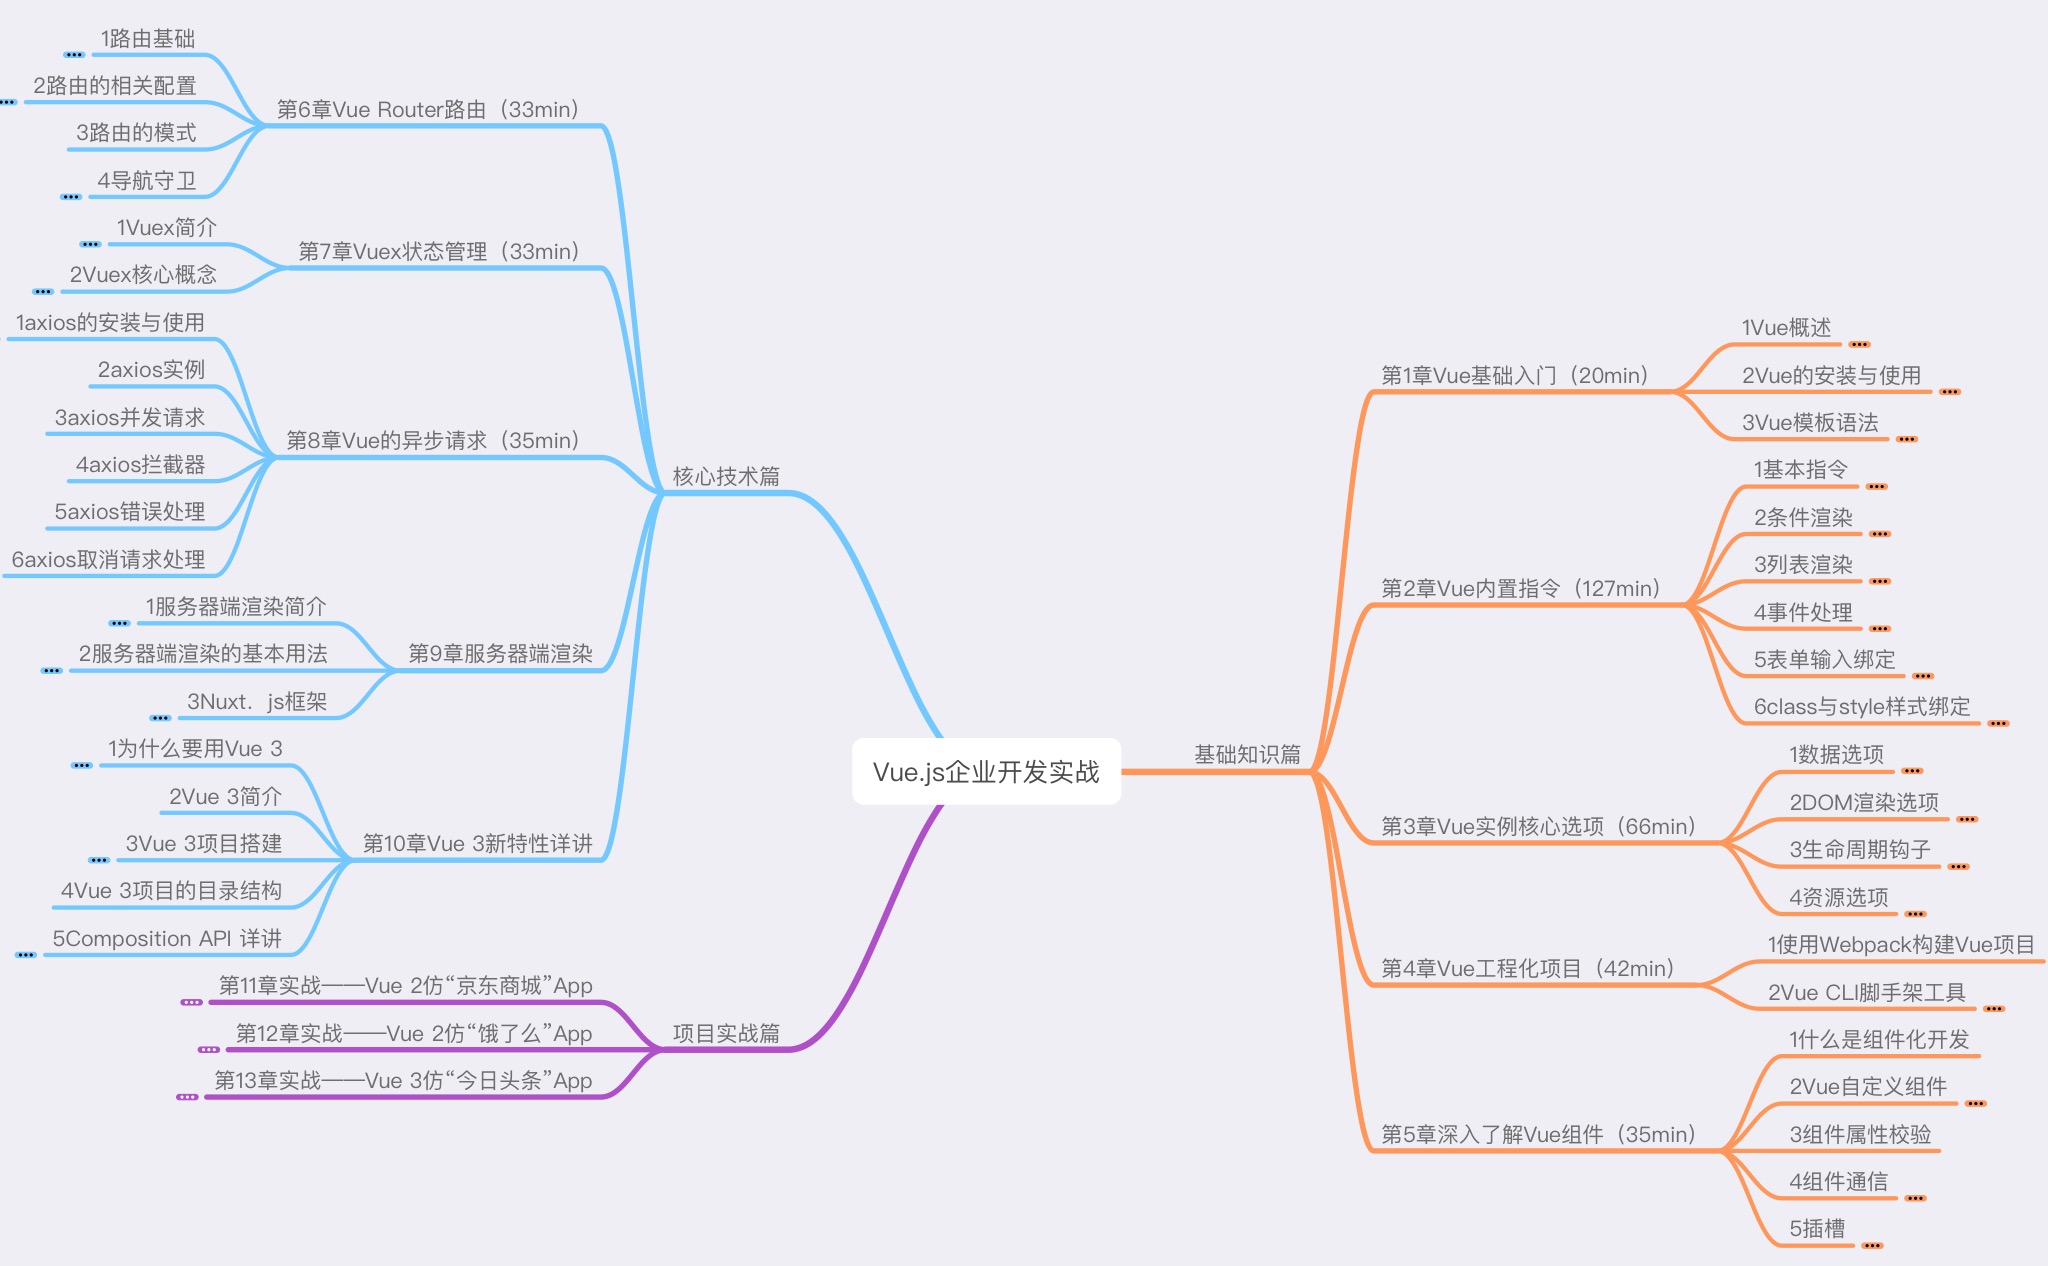 Vue.js企业开发实战
基础知识篇
第1章Vue基础入门（20min）
1Vue概述
2Vue的安装与使用
3Vue模板语法
第2章Vue内置指令（127min）
1基本指令
2条件渲染
3列表渲染
4事件处理
5表单输入绑定
6class与style样式绑定
第3章Vue实例核心选项（66min）
1数据选项
2DOM渲染选项
3生命周期钩子
4资源选项
第4章Vue工程化项目（42min）
1使用Webpack构建Vue项目
2Vue CLI脚手架工具
第5章深入了解Vue组件（35min）
1什么是组件化开发
2Vue自定义组件
3组件属性校验
4组件通信
5插槽
核心技术篇
第6章Vue Router路由（33min）
1路由基础
2路由的相关配置
3路由的模式
4导航守卫
第7章Vuex状态管理（33min）
1Vuex简介
2Vuex核心概念
第8章Vue的异步请求（35min）
1axios的安装与使用
2axios实例
3axios并发请求
4axios拦截器
5axios错误处理
6axios取消请求处理
第9章服务器端渲染
1服务器端渲染简介
2服务器端渲染的基本用法
3Nuxt．js框架
第10章Vue 3新特性详讲
1为什么要用Vue 3
2Vue 3简介
3Vue 3项目搭建
4Vue 3项目的目录结构
5Composition API 详讲
项目实战篇
第11章实战——Vue 2仿“京东商城”App
第12章实战——Vue 2仿“饿了么”App
第13章实战——Vue 3仿“今日头条”App